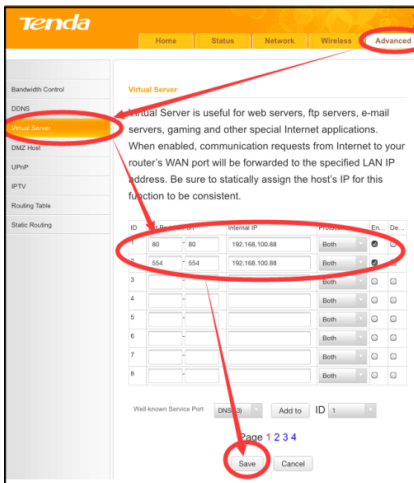 Tenda
Home Status Network Wireless Advanced
Bandwidth Control
DDNS
Virtual Server
DMZ Host
UPnP
IPTV
Routing Table
Static Routing
Virtual Server
Virtual Server is useful for web servers, ftp servers, e-mail
servers, gaming and other special Internet applications.
When enabled, communication requests from Internet to your
router's WAN port will be forwarded to the specified LAN IP
address. Be sure to statically assign the host's IP for this
function to be consistent.
ID Internal IP En... De...
1 80 - 80 192.168.100.88 Both
2 554 - 554 192.168.100.88 Both
3 - Both
4 - Both
5 - Both
6 - Both
7 - Both
8 - Both
Well-known Service Port Add to ID 1
Page 1 2 3 4
Save Cancel